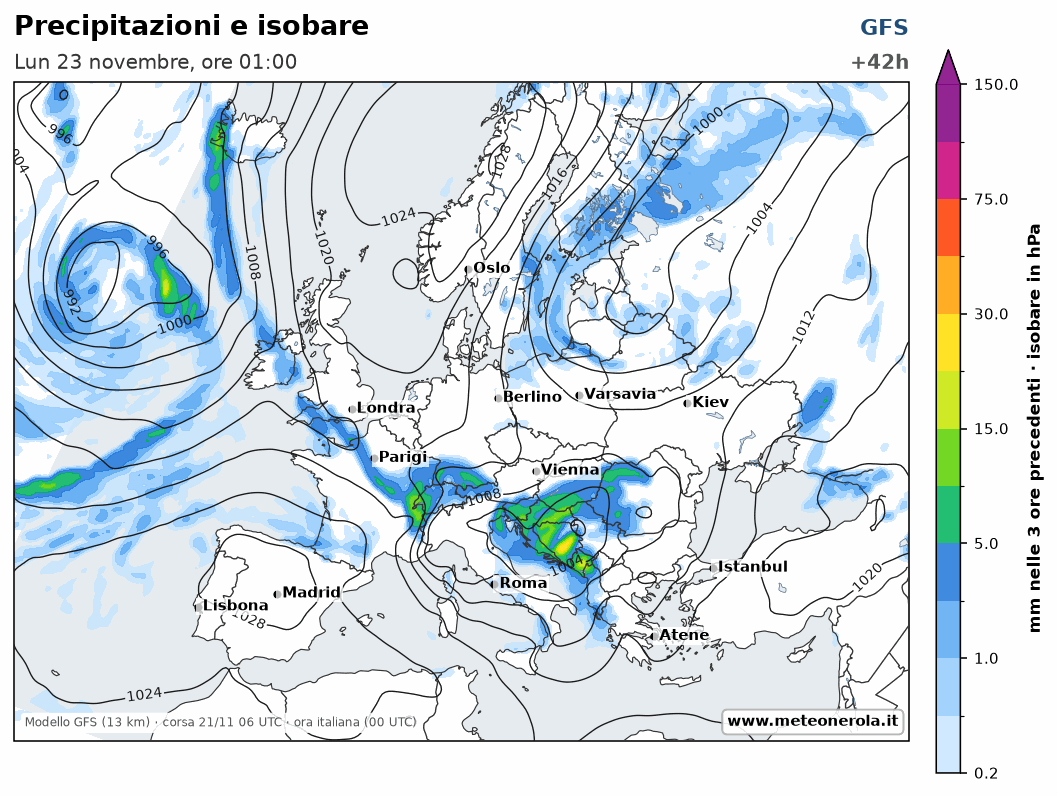 Precipitazioni e isobare
GFS
Lun 23 novembre, ore 01:00
+42h
996
1000
1028
1016
1024
1004
996
1020
1008
Oslo
992
1000
1012
Berlino
Varsavia
Kiev
Londra
Parigi
Vienna
1008
1004
Istanbul
Roma
1020
Madrid
Lisbona
1028
Atene
1024
Modello GFS (13 km) · corsa 21/11 06 UTC · ora italiana (00 UTC)
www.meteonerola.it
150.0
75.0
30.0
15.0
5.0
1.0
0.2
mm nelle 3 ore precedenti · isobare in hPa